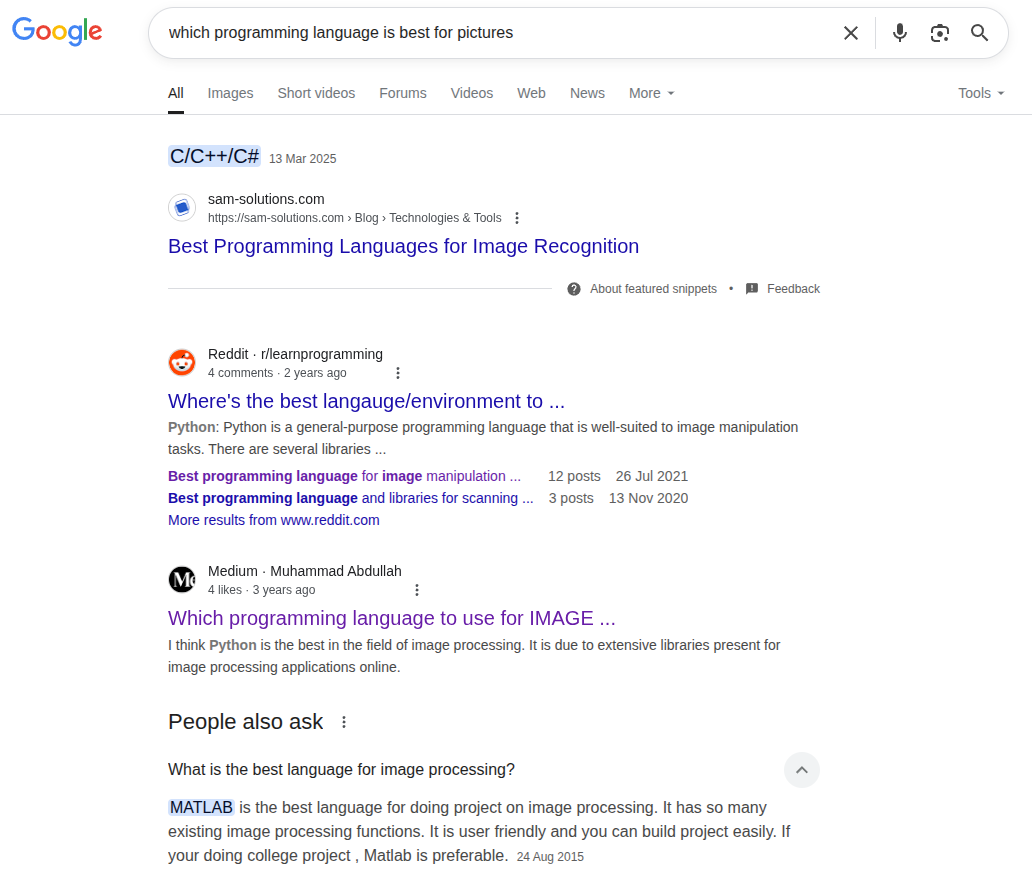 Google
which programming language is best for pictures
All Images Short videos Forums Videos Web News More Tools
C/C++/C# 13 Mar 2025
sam-solutions.com
https://sam-solutions.com › Blog › Technologies & Tools
Best Programming Languages for Image Recognition
About featured snippets • Feedback
Reddit · r/learnprogramming
4 comments · 2 years ago
Where's the best langauge/environment to ...
Python: Python is a general-purpose programming language that is well-suited to image manipulation
tasks. There are several libraries ...
Best programming language for image manipulation ... 12 posts 26 Jul 2021
Best programming language and libraries for scanning ... 3 posts 13 Nov 2020
More results from www.reddit.com
Me
Medium · Muhammad Abdullah
4 likes · 3 years ago
Which programming language to use for IMAGE ...
I think Python is the best in the field of image processing. It is due to extensive libraries present for
image processing applications online.
People also ask
What is the best language for image processing?
MATLAB is the best language for doing project on image processing. It has so many
existing image processing functions. It is user friendly and you can build project easily. If
your doing college project , Matlab is preferable. 24 Aug 2015